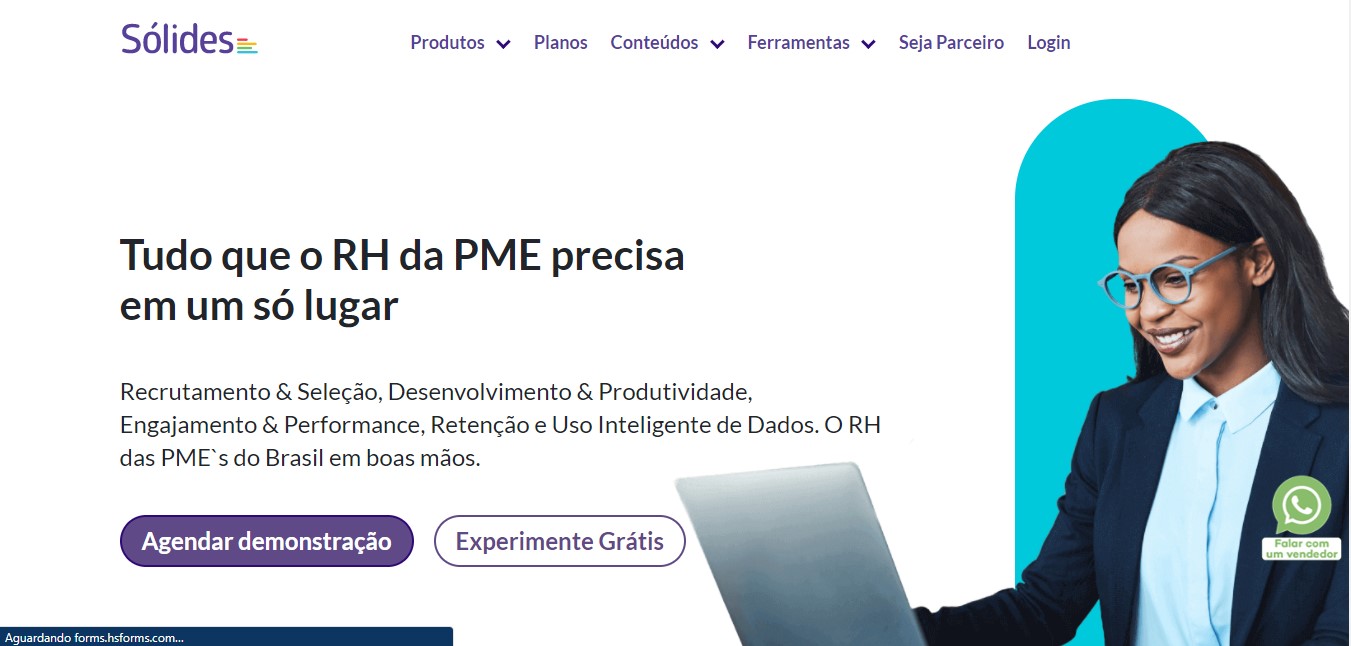 Sólides
Produtos Planos Conteúdos Ferramentas Seja Parceiro Login
Tudo que o RH da PME precisa
em um só lugar
Recrutamento & Seleção, Desenvolvimento & Produtividade,
Engajamento & Performance, Retenção e Uso Inteligente de Dados. O RH
das PME`s do Brasil em boas mãos.
Agendar demonstração Experimente Grátis
Falar com
um vendedor
Aguardando forms.hsforms.com...